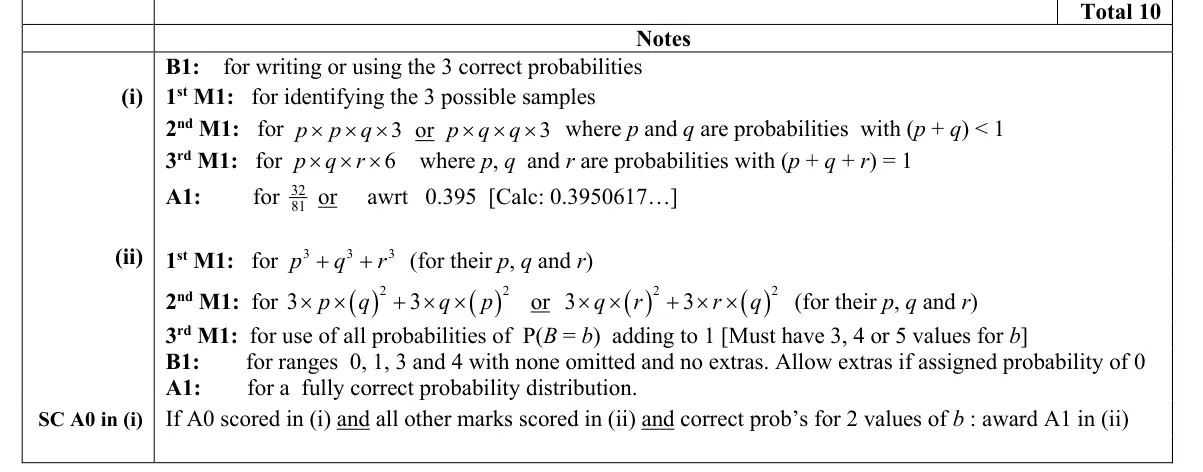 Total 10
Notes
B1: for writing or using the 3 correct probabilities
(i) 1st M1: for identifying the 3 possible samples
2nd M1: for p × p × q × 3 or p × q × q × 3 where p and q are probabilities with (p + q) < 1
3rd M1: for p × q × r × 6 where p, q and r are probabilities with (p + q + r) = 1
A1: for 32/81 or awrt 0.395 [Calc: 0.3950617…]
(ii) 1st M1: for p³ + q³ + r³ (for their p, q and r)
2nd M1: for 3 × p × (q)² + 3 × q × (p)² or 3 × q × (r)² + 3 × r × (q)² (for their p, q and r)
3rd M1: for use of all probabilities of P(B = b) adding to 1 [Must have 3, 4 or 5 values for b]
B1: for ranges 0, 1, 3 and 4 with none omitted and no extras. Allow extras if assigned probability of 0
A1: for a fully correct probability distribution.
SC A0 in (i) If A0 scored in (i) and all other marks scored in (ii) and correct prob’s for 2 values of b : award A1 in (ii)